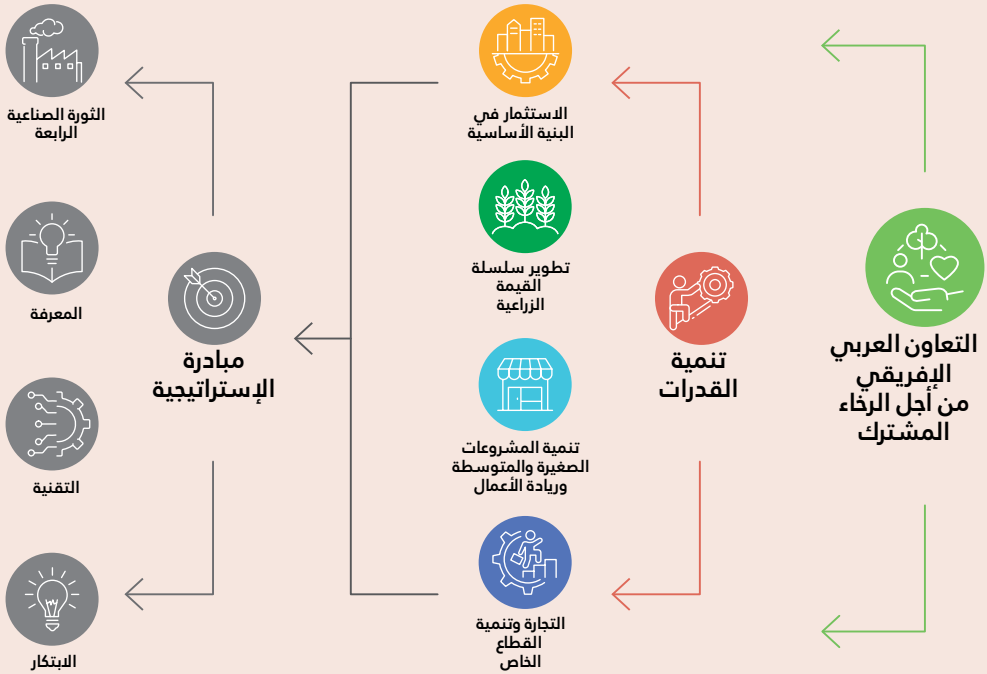 التعاون العربي
الإفريقي
من أجل الرخاء
المشترك
تنمية
القدرات
الاستثمار في
البنية الأساسية
تطوير سلسلة
القيمة
الزراعية
تنمية المشروعات
الصغيرة والمتوسطة
وريادة الأعمال
التجارة وتنمية
القطاع
الخاص
مبادرة
الإستراتيجية
الثورة الصناعية
الرابعة
المعرفة
التقنية
الابتكار